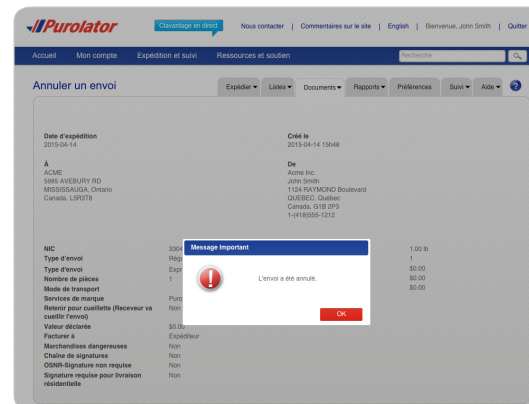 Purolator
Clavardage en direct
Nous contacter | Commentaires sur le site | English | Bienvenue, John Smith | Quitter
Accueil Mon compte Expédition et suivi Ressources et soutien Recherche
Annuler un envoi
Expédier Listes Documents Rapports Préférences Suivi Aide ?
Date d'expédition
2015-04-14
Créé le
2015-04-14 15h48
À
ACME
5995 AVEBURY RD
MISSISSAUGA, Ontario
Canada, L5R3T8
De
Acme Inc.
John Smith
1124 RAYMOND Boulevard
QUEBEC, Québec
Canada, G1B 2P3
1-(418)555-1212
NIC 3304
Type d'envoi Régu
Type d'envoi Expr
Nombre de pièces 1
Mode de transport
Services de marque Puro
Retenir pour cueillette (Receveur va Non
cueillir l'envoi)
Valeur déclarée $0.00
Facturer à Expéditeur
Marchandises dangereuses Non
Chaîne de signatures Non
OSNR-Signature non requise Non
Signature requise pour livraison Non
résidentielle
1.00 lb
1
$0.00
$0.00
$0.00
Message Important
L'envoi a été annulé.
OK